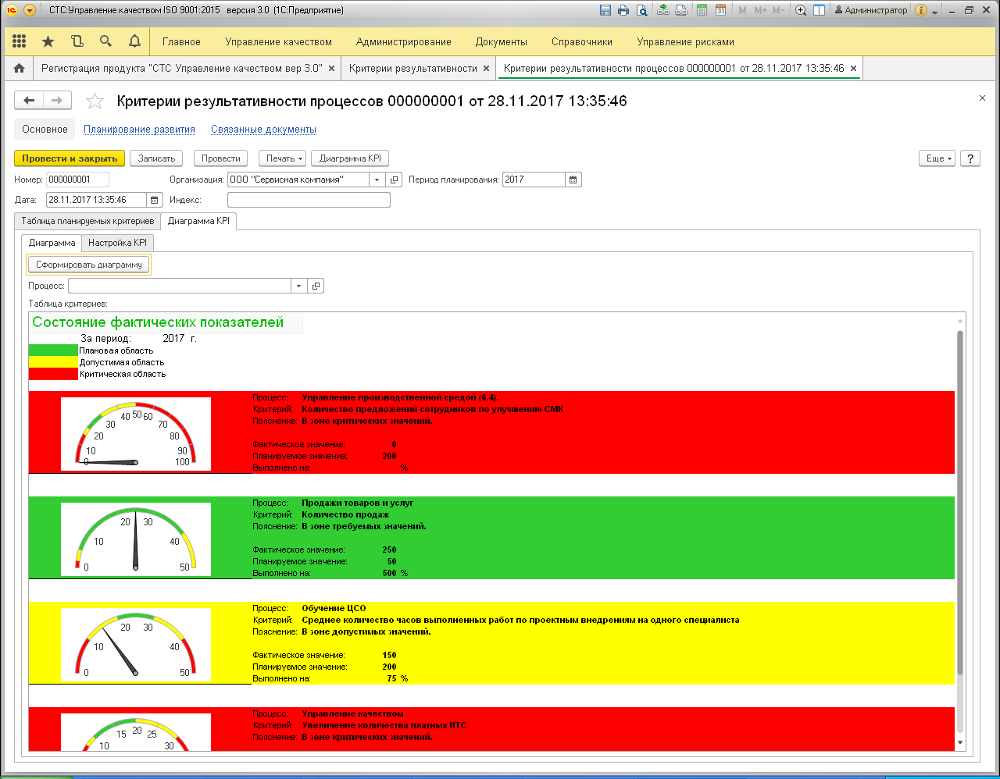 СТС:Управление качеством ISO 9001:2015 версия 3.0 (1С:Предприятие)
M M+ M- Администратор
Главное Управление качеством Администрирование Документы Справочники Управление рисками
Регистрация продукта "СТС Управление качеством вер 3.0" × Критерии результативности × Критерии результативности процессов 000000001 от 28.11.2017 13:35:46 ×
Критерии результативности процессов 000000001 от 28.11.2017 13:35:46
Основное Планирование развития Связанные документы
Провести и закрыть Записать Провести Печать Диаграмма KPI Еще ?
Номер: 000000001 Организация: ООО "Сервисная компания" Период планирования: 2017
Дата: 28.11.2017 13:35:46 Индекс:
Таблица планируемых критериев Диаграмма KPI
Диаграмма Настройка KPI
Сформировать диаграмму
Процесс:
Таблица критериев:
Состояние фактических показателей
За период: 2017 г.
Плановая область
Допустимая область
Критическая область
0 10 20 30 40 50 60 70 80 90 100
Процесс: Управление производственной средой (6.4).
Критерий: Количество предложений сотрудников по улучшению СМК
Пояснение: В зоне критических значений.
Фактическое значение: 0
Планируемое значение: 200
Выполнено на: %
0 10 20 30 40 50
Процесс: Продажи товаров и услуг
Критерий: Количество продаж
Пояснение: В зоне требуемых значений.
Фактическое значение: 250
Планируемое значение: 50
Выполнено на: 500 %
0 10 20 30 40 50
Процесс: Обучение ЦСО
Критерий: Среднее количество часов выполненных работ по проектным внедрениям на одного специалиста
Пояснение: В зоне допустимых значений.
Фактическое значение: 150
Планируемое значение: 200
Выполнено на: 75 %
10 15 20 25 30
Процесс: Управление качеством
Критерий: Увеличение количества платных ИТС
Пояснение: В зоне критических значений.